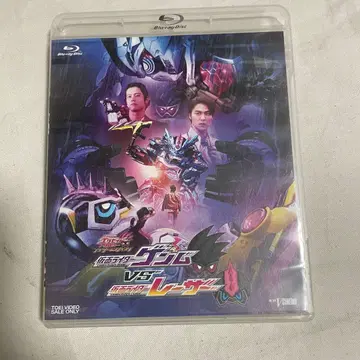 Blu-ray Disc
仮面ライダーゲンム
VS
仮面ライダーレーザー
TOEI VIDEO
SALE ONLY